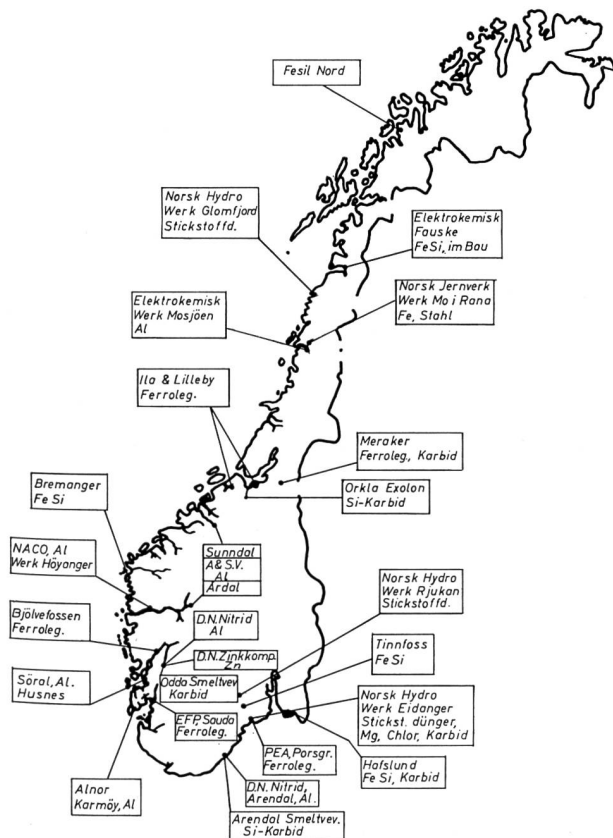 Fesil Nord
Norsk Hydro
Werk Glomfjord
Stickstoffd.
Elektrokemisk
Fauske
FeSi, im Bau
Norsk Jernverk
Werk Mo i Rana
Fe, Stahl
Elektrokemisk
Werk Mosjöen
Al
Ila & Lilleby
Ferroleg.
Meraker
Ferroleg., Karbid
Orkla Exolon
Si-Karbid
Bremanger
Fe Si
NACO, Al
Werk Höyanger
Sunndal
A & S.V.
Al
Årdal
Norsk Hydro
Werk Rjukan
Slickstoffd.
Bjölvefossen
Ferroleg.
D.N. Nitrid
Al
D.N. Zinkkomp.
Zn
Tinnfoss
Fe Si
Söral, Al.
Husnes
Odda Smeltvev.
Karbid
EFP, Sauda
Ferroleg.
Norsk Hydro
Werk Eidanger
Stickst. dünger,
Mg, Chlor, Karbid
PEA, Porsgr.
Ferroleg.
Hafslund
Fe Si, Karbid
Alnor
Karmöy, Al
D.N. Nitrid,
Arendal, Al.
Arendal Smeltvev.
Si-Karbid